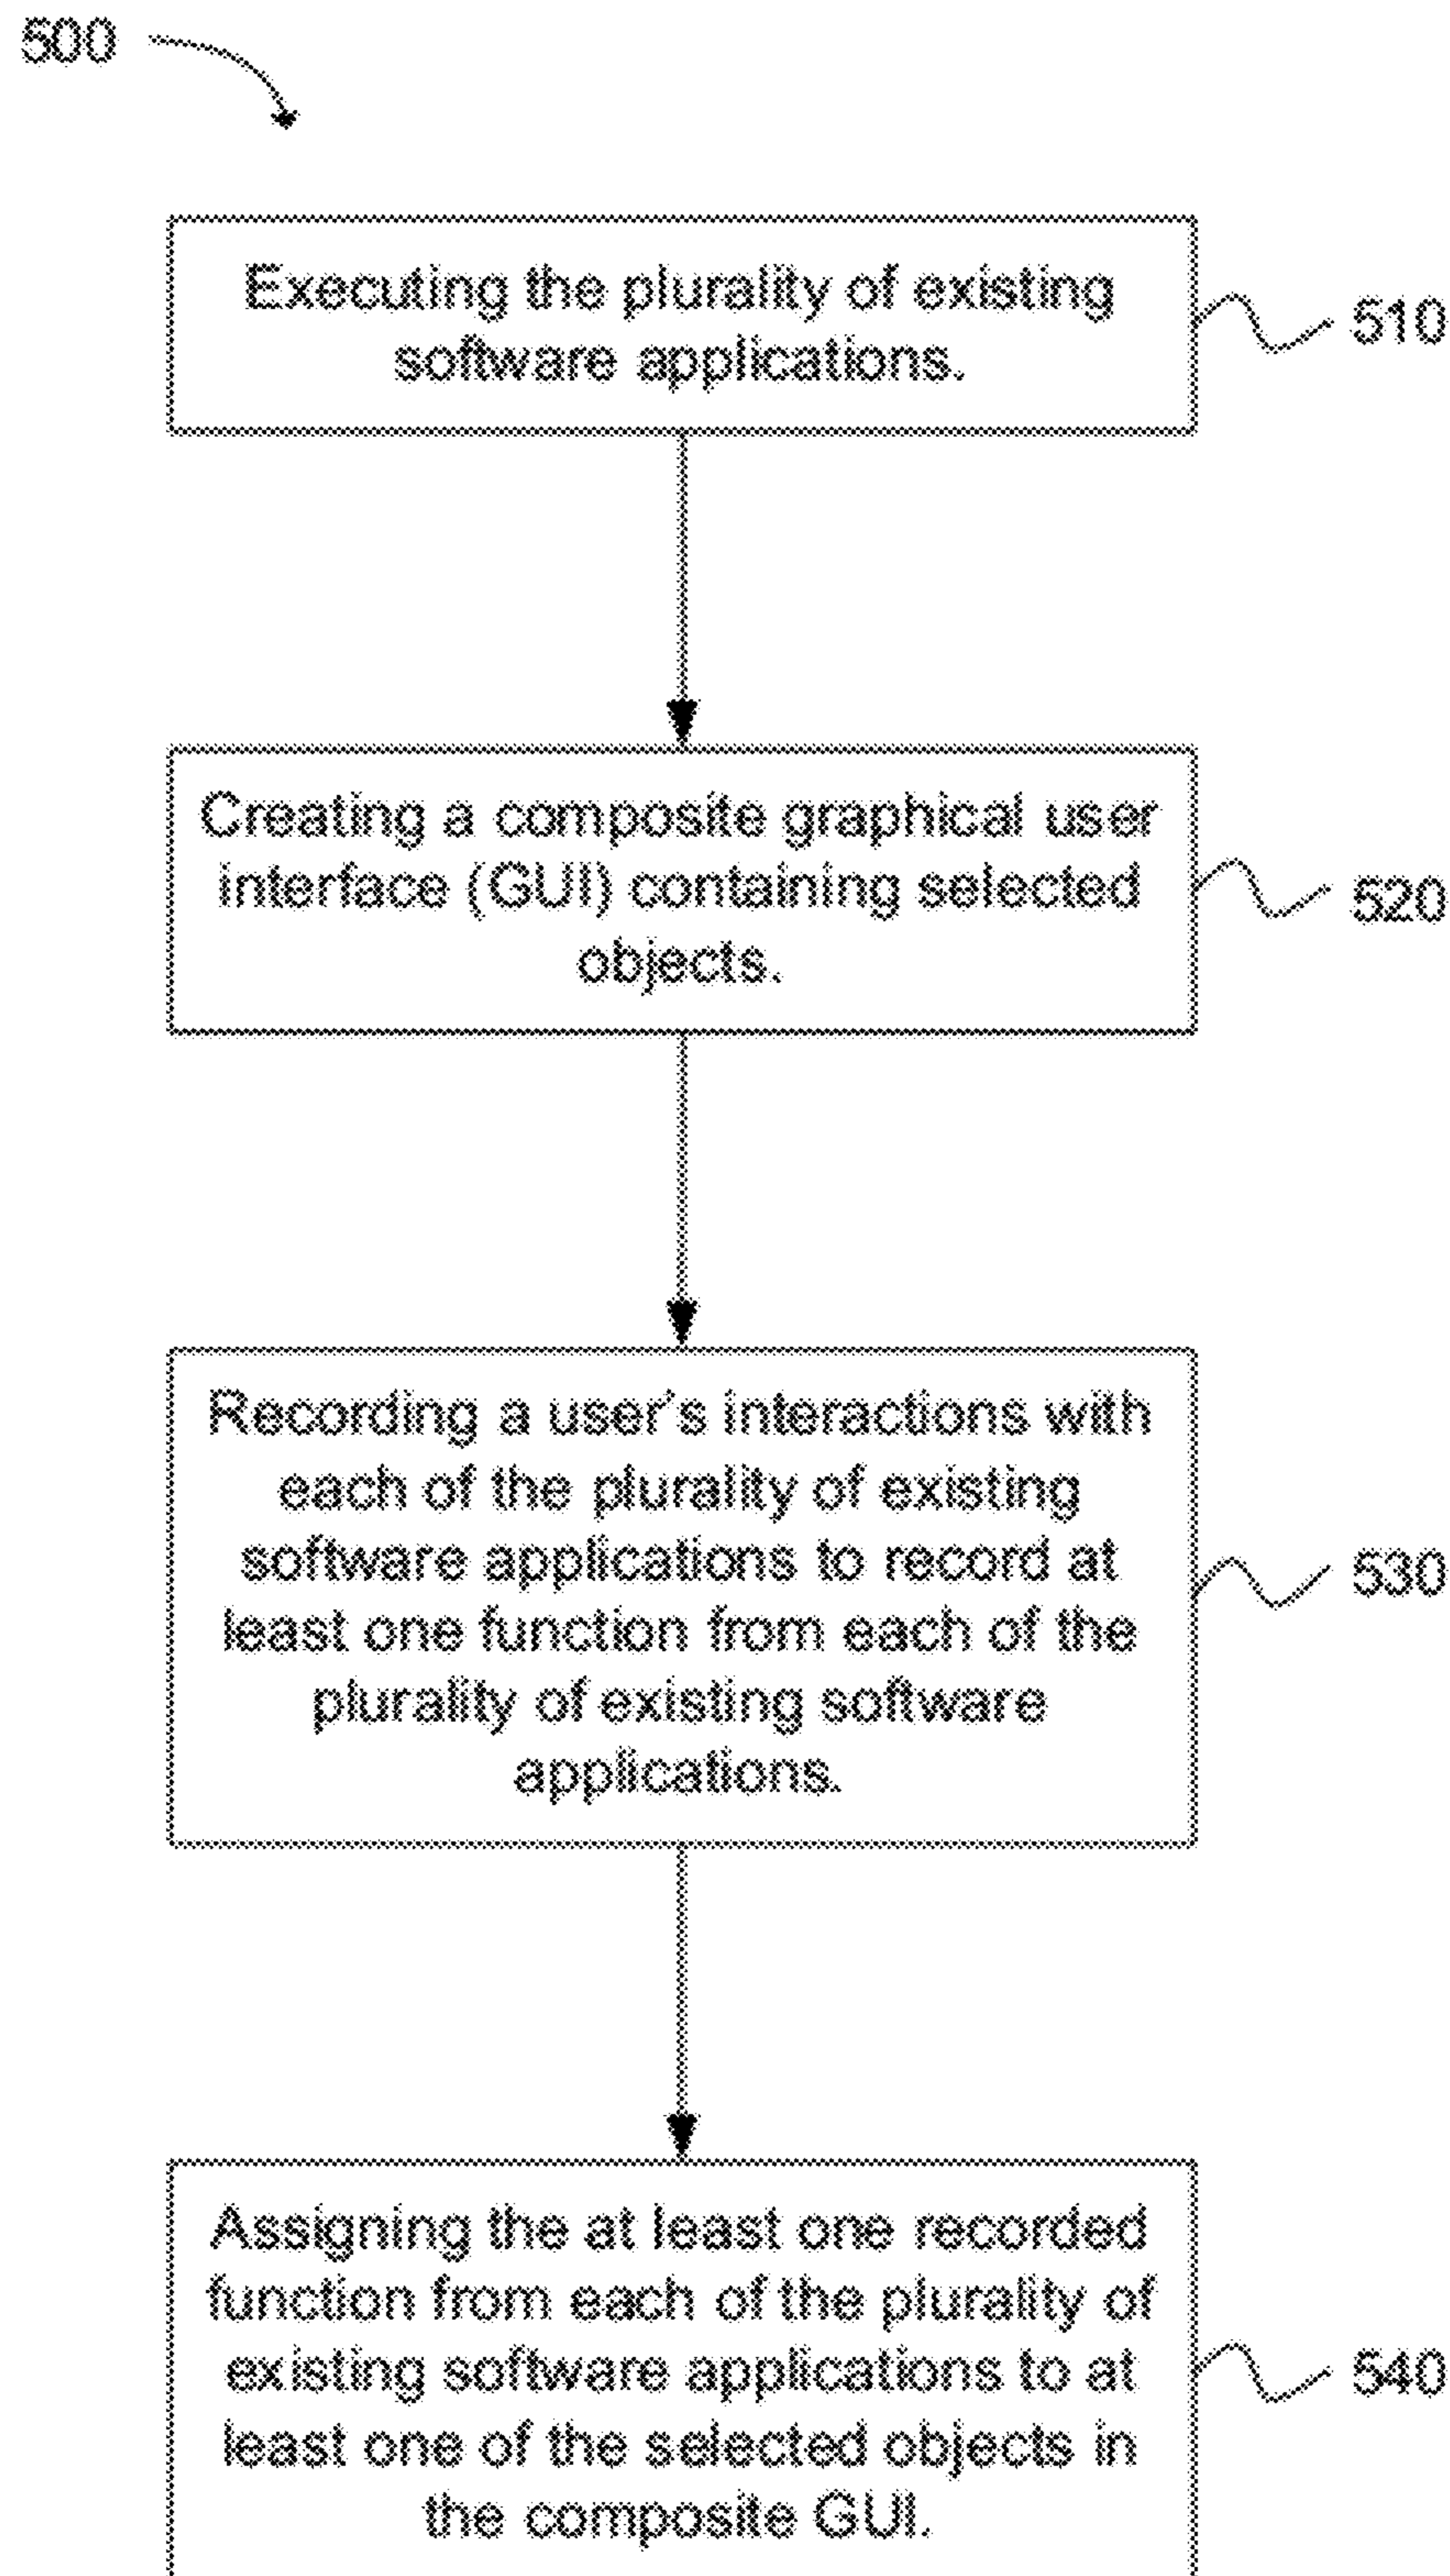 500
Executing the plurality of existing
software applications.
510
Creating a composite graphical user
interface (GUI) containing selected
objects.
520
Recording a user's interactions with
each of the plurality of existing
software applications to record at
least one function from each of the
plurality of existing software
applications.
530
Assigning the at least one recorded
function from each of the plurality of
existing software applications to at
least one of the selected objects in
the composite GUI.
540